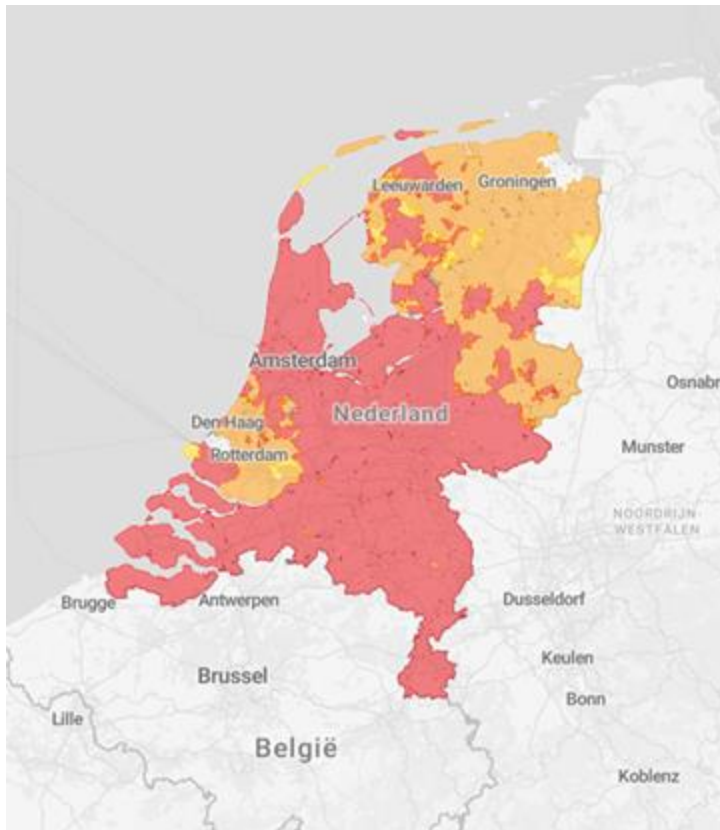 Leeuwarden
Groningen
Amsterdam
Nederland
Osnabr
Den Haag
Rotterdam
Munster
NOORDRIJN-
WESTFALEN
Brugge
Antwerpen
Dusseldorf
Brussel
Keulen
Bonn
Lille
België
Koblenz